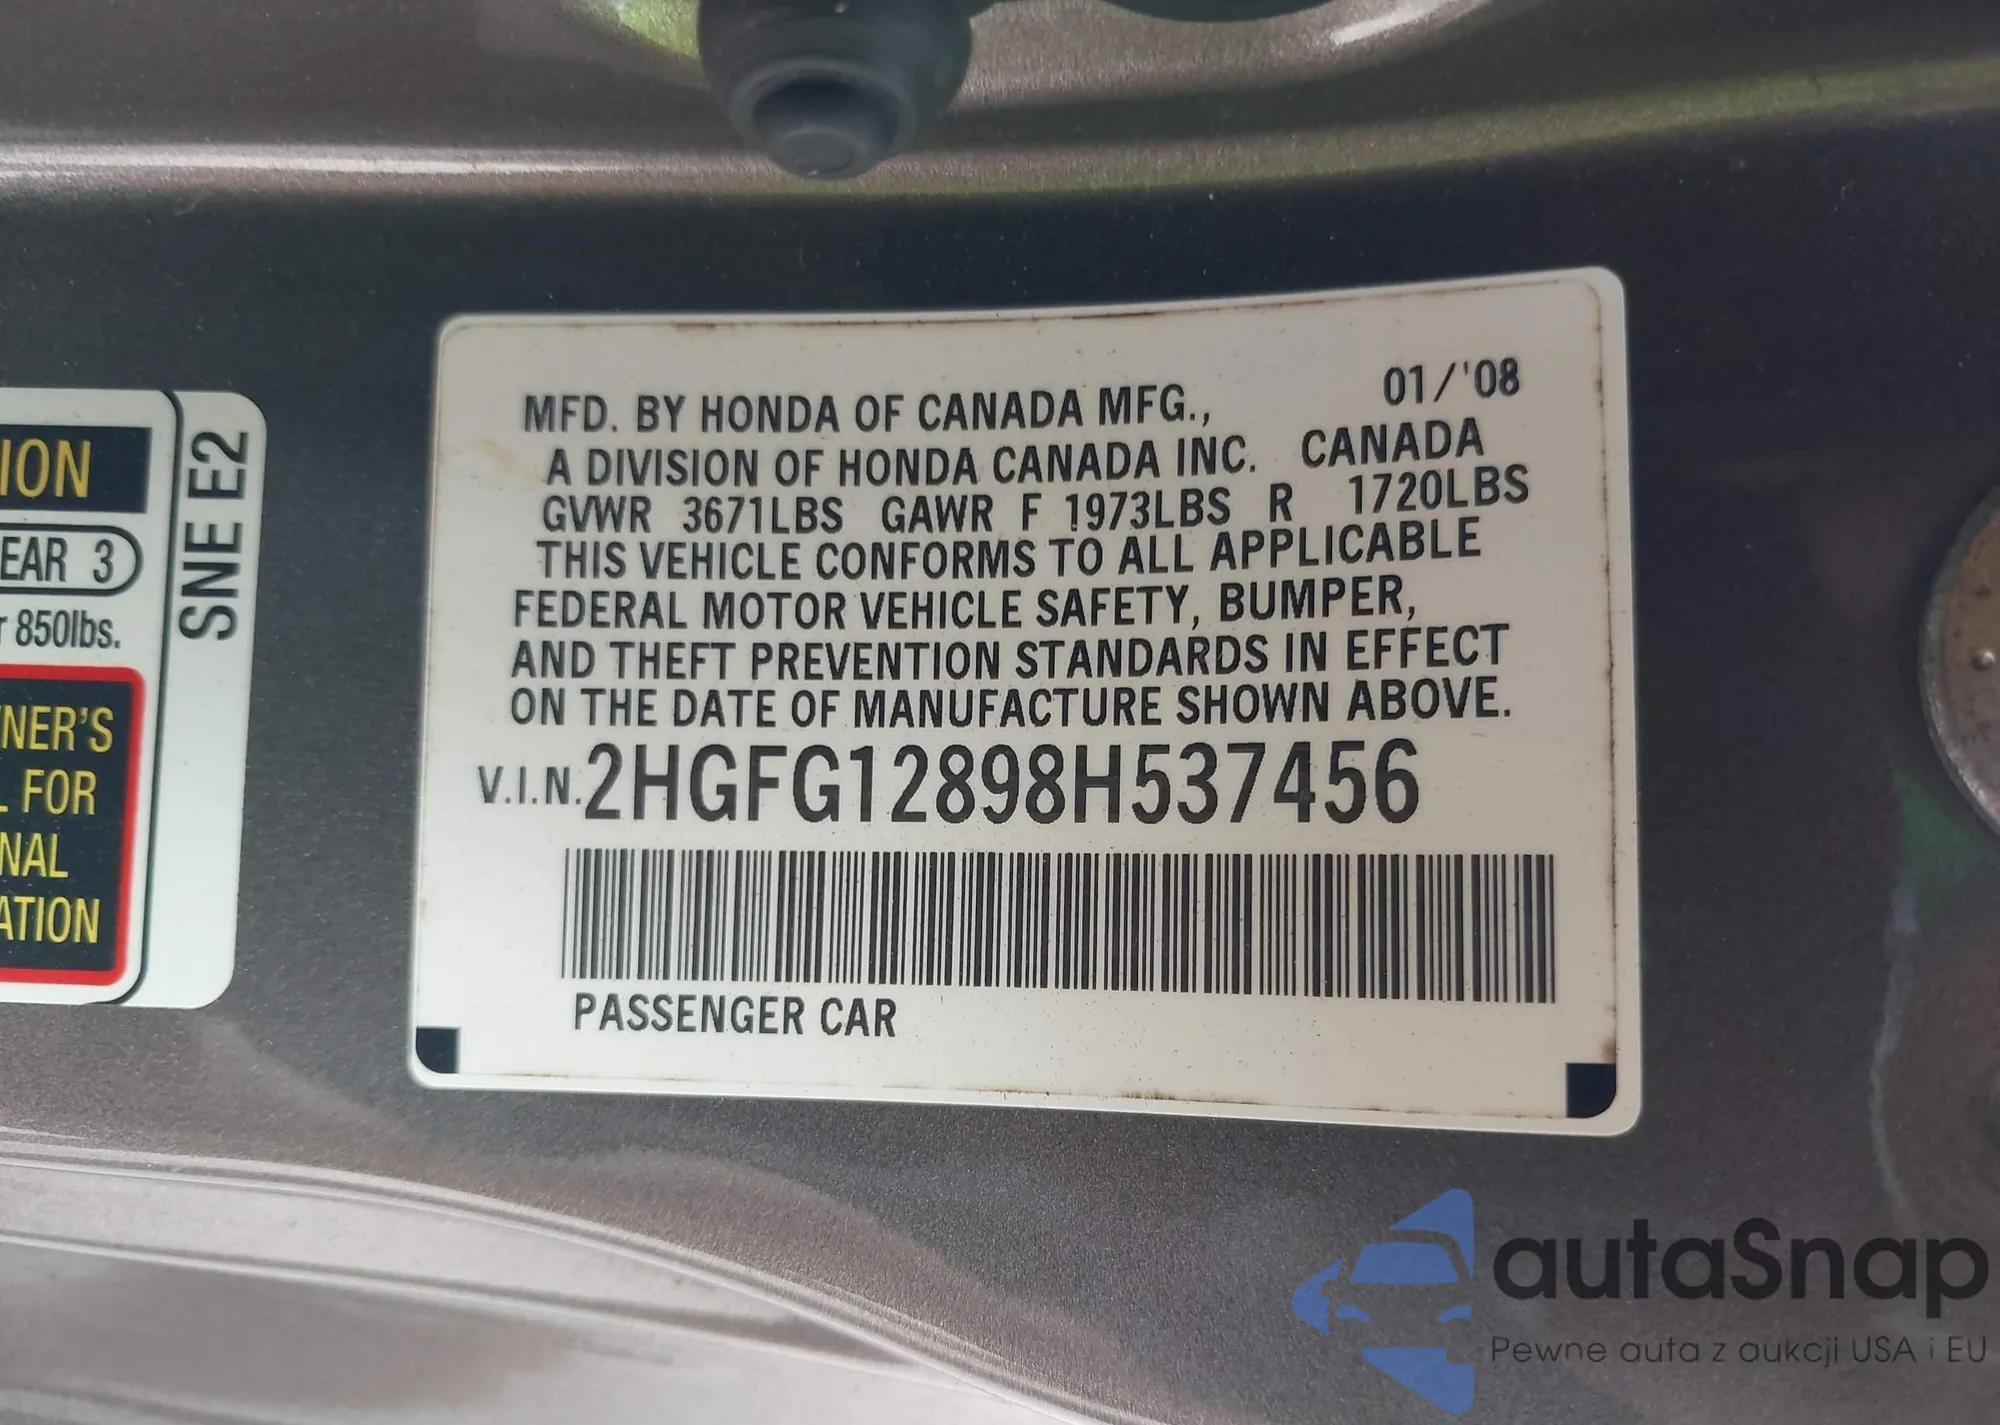 MFD. BY HONDA OF CANADA MFG., 01/'08
A DIVISION OF HONDA CANADA INC. CANADA
GVWR 3671LBS GAWR F 1973LBS R 1720LBS
THIS VEHICLE CONFORMS TO ALL APPLICABLE
FEDERAL MOTOR VEHICLE SAFETY, BUMPER,
AND THEFT PREVENTION STANDARDS IN EFFECT
ON THE DATE OF MANUFACTURE SHOWN ABOVE.
V.I.N. 2HGFG12898H537456
PASSENGER CAR
ION
EAR 3
r 850lbs.
NER'S
L FOR
NAL
ATION
SNE E2
autaSnap
Pewne auta z aukcji USA i EU